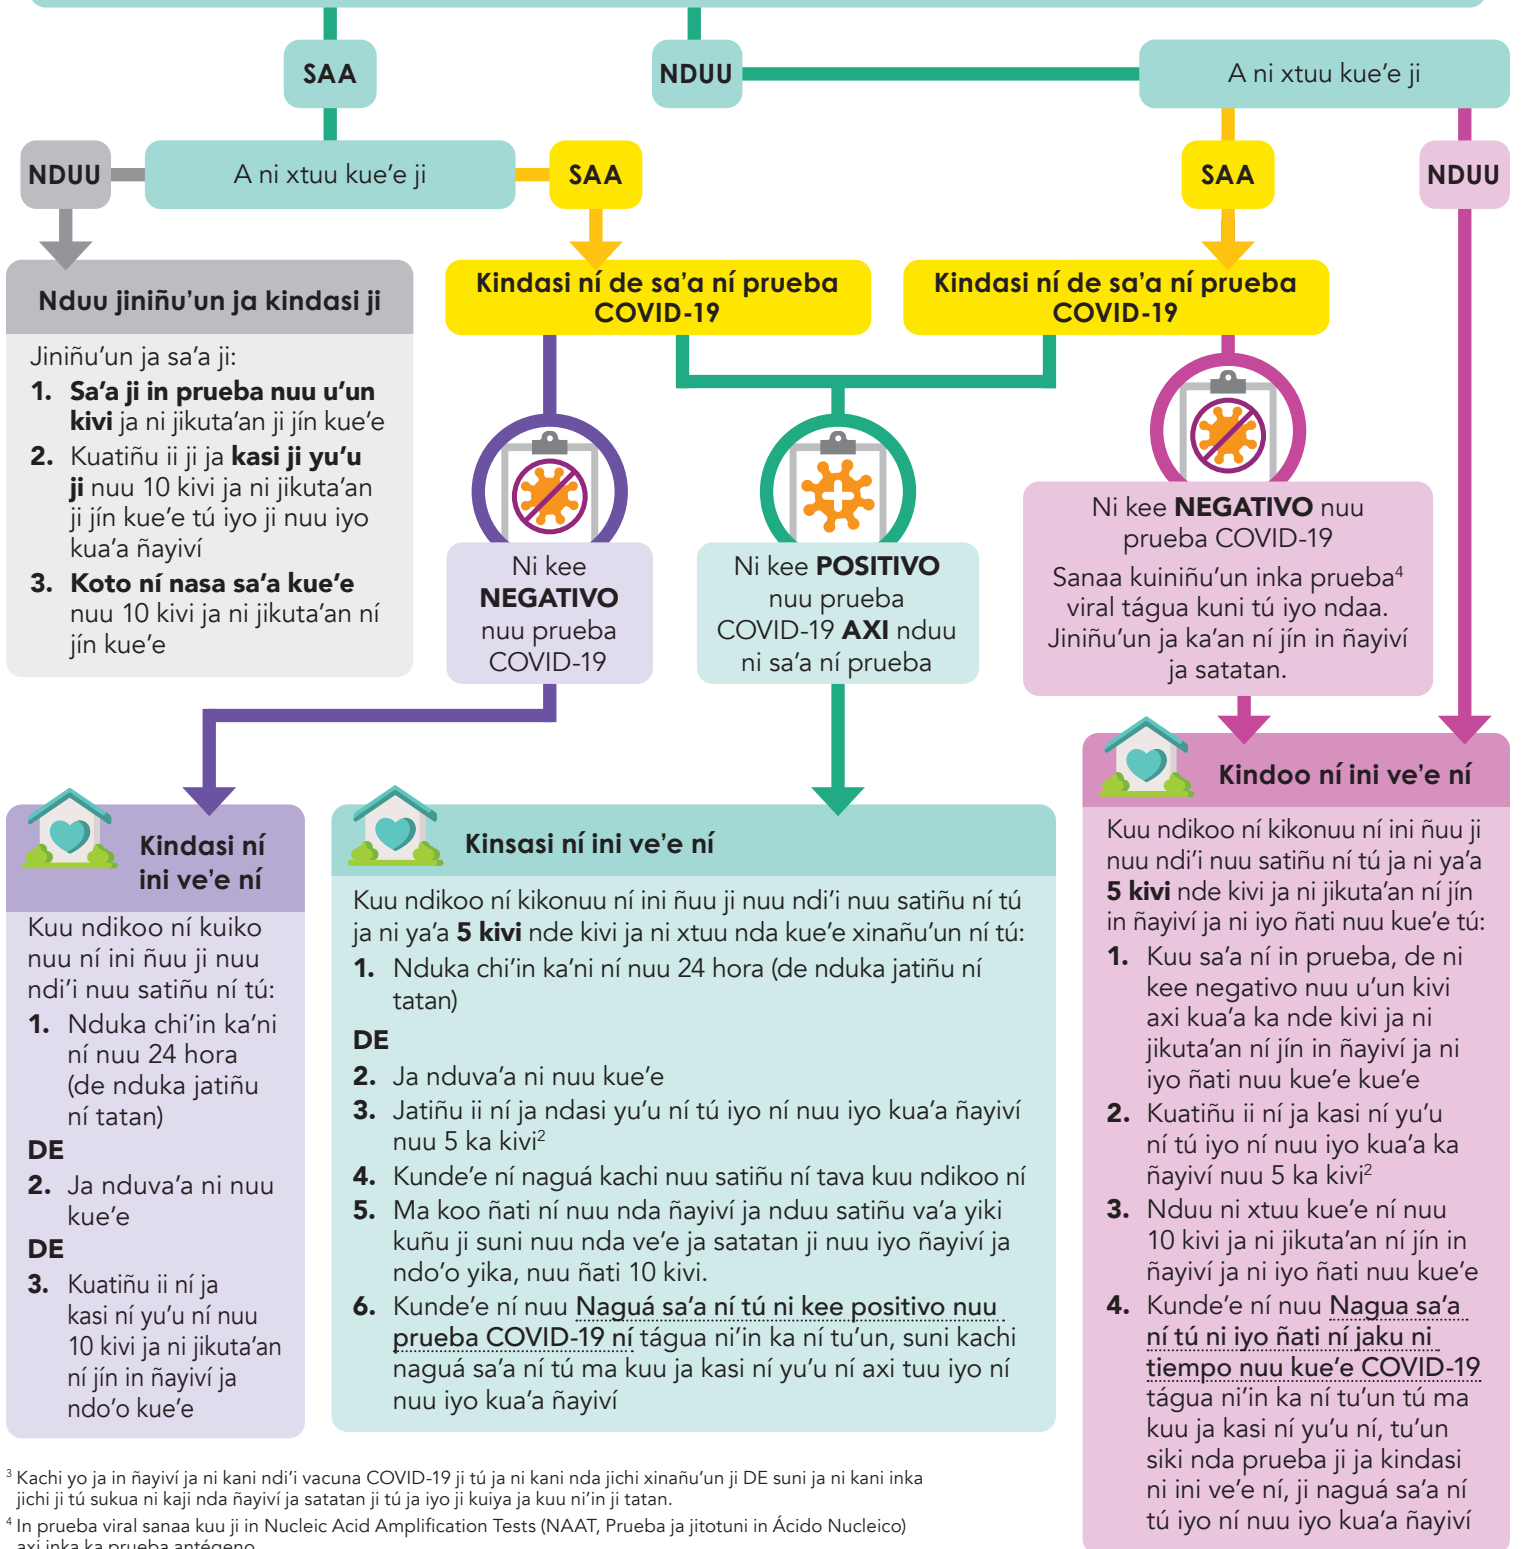 SAA
NDUU
A ni xtuu kue'e ji
NDUU
A ni xtuu kue'e ji
SAA
SAA
NDUU
Nduu jiniñu'un ja kindasi ji
Jiniñu'un ja sa'a ji:
1. Sa'a ji in prueba nuu u'un
kivi ja ni jikuta'an ji jín kue'e
2. Kuatiñu ii ji ja kasi ji yu'u
ji nuu 10 kivi ja ni jikuta'an
ji jín kue'e tú iyo ji nuu iyo
kua'a ñayiví
3. Koto ní nasa sa'a kue'e
nuu 10 kivi ja ni jikuta'an ní
jín kue'e
Kindasi ní de sa'a ní prueba
COVID-19
Kindasi ní de sa'a ní prueba
COVID-19
Ni kee
NEGATIVO
nuu prueba
COVID-19
Ni kee POSITIVO
nuu prueba
COVID-19 AXI nduu
ni sa'a ní prueba
Ni kee NEGATIVO nuu
prueba COVID-19
Sanaa kuiniñu'un inka prueba4
viral tágua kuni tú iyo ndaa.
Jiniñu'un ja ka'an ní jín in ñayiví
ja satatan.
Kindasi ní
ini ve'e ní
Kuu ndikoo ní kuiko
nuu ní ini ñuu ji nuu
ndi'i nuu satiñu ní tú:
1. Nduka chi'in ka'ni
ní nuu 24 hora
(de nduka jatiñu
ní tatan)
DE
2. Ja nduva'a ni nuu
kue'e
DE
3. Kuatiñu ii ní ja
kasi ní yu'u ní nuu
10 kivi ja ni jikuta'an
ní jín in ñayiví ja
ndo'o kue'e
Kinsasi ní ini ve'e ní
Kuu ndikoo ní kikonuu ní ini ñuu ji nuu ndi'i nuu satiñu ní tú
ja ni ya'a 5 kivi nde kivi ja ni xtuu nda kue'e xinañu'un ní tú:
1. Nduka chi'in ka'ni ní nuu 24 hora (de nduka jatiñu ní
tatan)
DE
2. Ja nduva'a ni nuu kue'e
3. Jatiñu ii ní ja ndasi yu'u ní tú iyo ní nuu iyo kua'a ñayiví
nuu 5 ka kivi2
4. Kunde'e ní naguá kachi nuu satiñu ní tava kuu ndikoo ní
5. Ma koo ñati ní nuu nda ñayiví ja nduu satiñu va'a yiki
kuñu ji suni nuu nda ve'e ja satatan ji nuu iyo ñayiví ja
ndo'o yika, nuu ñati 10 kivi.
6. Kunde'e ní nuu Naguá sa'a ní tú ni kee positivo nuu
prueba COVID-19 ní tágua ni'in ka ní tu'un, suni kachi
naguá sa'a ní tú ma kuu ja kasi ní yu'u ní axi tuu iyo ní
nuu iyo kua'a ñayiví
Kindoo ní ini ve'e ní
Kuu ndikoo ní kikonuu ní ini ñuu ji
nuu ndi'i nuu satiñu ní tú ja ni ya'a
5 kivi nde kivi ja ni jikuta'an ní jín
in ñayiví ja ni iyo ñati nuu kue'e tú:
1. Kuu sa'a ní in prueba, de ni
kee negativo nuu u'un kivi
axi kua'a ka nde kivi ja ni
jikuta'an ní jín in ñayiví ja ni
iyo ñati nuu kue'e kue'e
2. Kuatiñu ii ní ja kasi ní yu'u
ní tú iyo ní nuu iyo kua'a ka
ñayiví nuu 5 ka kivi2
3. Nduu ni xtuu kue'e ní nuu
10 kivi ja ni jikuta'an ní jín in
ñayiví ja ni iyo ñati nuu kue'e
4. Kunde'e ní nuu Nagua sa'a
ní tú ni iyo ñati ní jaku ni
tiempo nuu kue'e COVID-19
tágua ni'in ka ní tu'un tú ma
kuu ja kasi ní yu'u ní, tu'un
siki nda prueba ji ja kindasi
ni ini ve'e ní, ji naguá sa'a ní
tú iyo ní nuu iyo kua'a ñayiví
3 Kachi yo ja in ñayiví ja ni kani ndi'i vacuna COVID-19 ji tú ja ni kani nda jichi xinañu'un ji DE suni ja ni kani inka
jichi ji tú sukua ni kaji nda ñayiví ja satatan ji tú ja iyo ji kuiya ja kuu ni'in ji tatan.
4 In prueba viral sanaa kuu ji in Nucleic Acid Amplification Tests (NAAT, Prueba ja jitotuni in Ácido Nucleico)
axi inka ka prueba antégeno